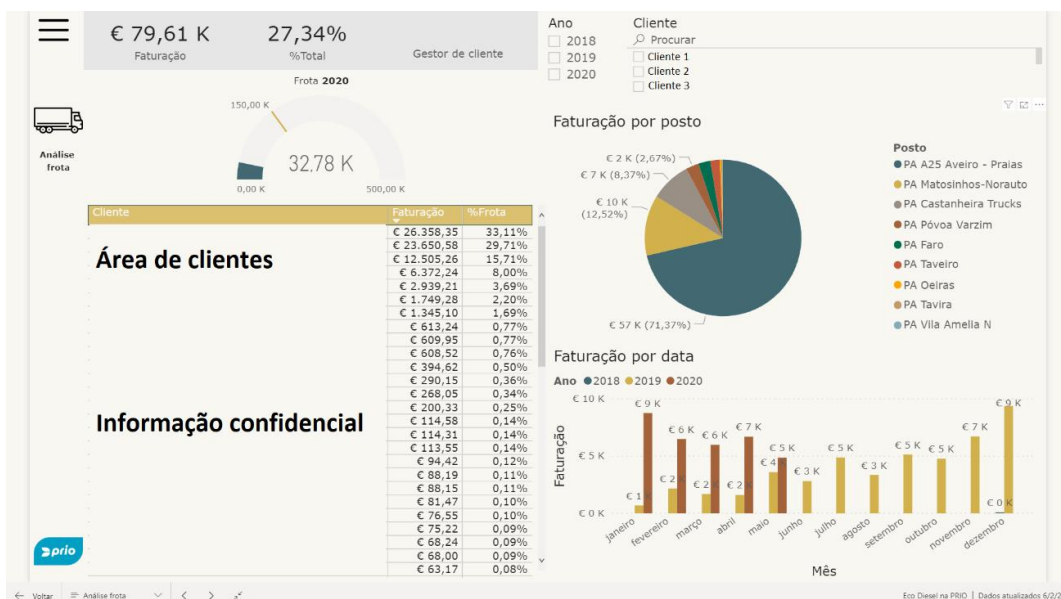 € 79,61 K
Faturação
27,34%
%Total
Gestor de cliente
Ano
2018
2019
2020
Cliente
Procurar
Cliente 1
Cliente 2
Cliente 3
Análise
frota
Frota 2020
150,00 K
32,78 K
0,00 K
500,00 K
Cliente Faturação %Frota
€ 26.358,35 33,11%
€ 23.650,58 29,71%
€ 12.505,26 15,71%
€ 6.372,24 8,00%
€ 2.939,21 3,69%
€ 1.749,28 2,20%
€ 1.345,10 1,69%
€ 613,24 0,77%
€ 609,95 0,77%
€ 608,52 0,76%
€ 394,62 0,50%
€ 290,15 0,36%
€ 268,05 0,34%
€ 200,33 0,25%
€ 114,58 0,14%
€ 114,31 0,14%
€ 113,55 0,14%
€ 94,42 0,12%
€ 88,19 0,11%
€ 88,15 0,11%
€ 81,47 0,10%
€ 76,55 0,10%
€ 75,22 0,09%
€ 68,24 0,09%
€ 68,00 0,09%
€ 63,17 0,08%
Área de clientes
Informação confidencial
Faturação por posto
€ 2 K (2,67%)
€ 7 K (8,37%)
€ 10 K
(12,52%)
€ 57 K (71,37%)
Posto
PA A25 Aveiro - Praias
PA Matosinhos-Norauto
PA Castanheira Trucks
PA Póvoa Varzim
PA Faro
PA Taveiro
PA Oeiras
PA Tavira
PA Vila Amelia N
Faturação por data
Ano 2018 2019 2020
Faturação
€ 10 K
€ 5 K
€ 0 K
€ 1
€ 9 K
€ 2
€ 6 K
€ 2
€ 6 K
€ 2
€ 7 K
€ 4
€ 5 K
€ 3 K
€ 5 K
€ 3 K
€ 5 K
€ 5 K
€ 7 K
€ 0 K
€ 9 K
janeiro
fevereiro
março
abril
maio
junho
julho
agosto
setembro
outubro
novembro
dezembro
Mês
prio
Voltar
Análise frota
Eco Diesel na PRIO | Dados atualizados 6/2/2